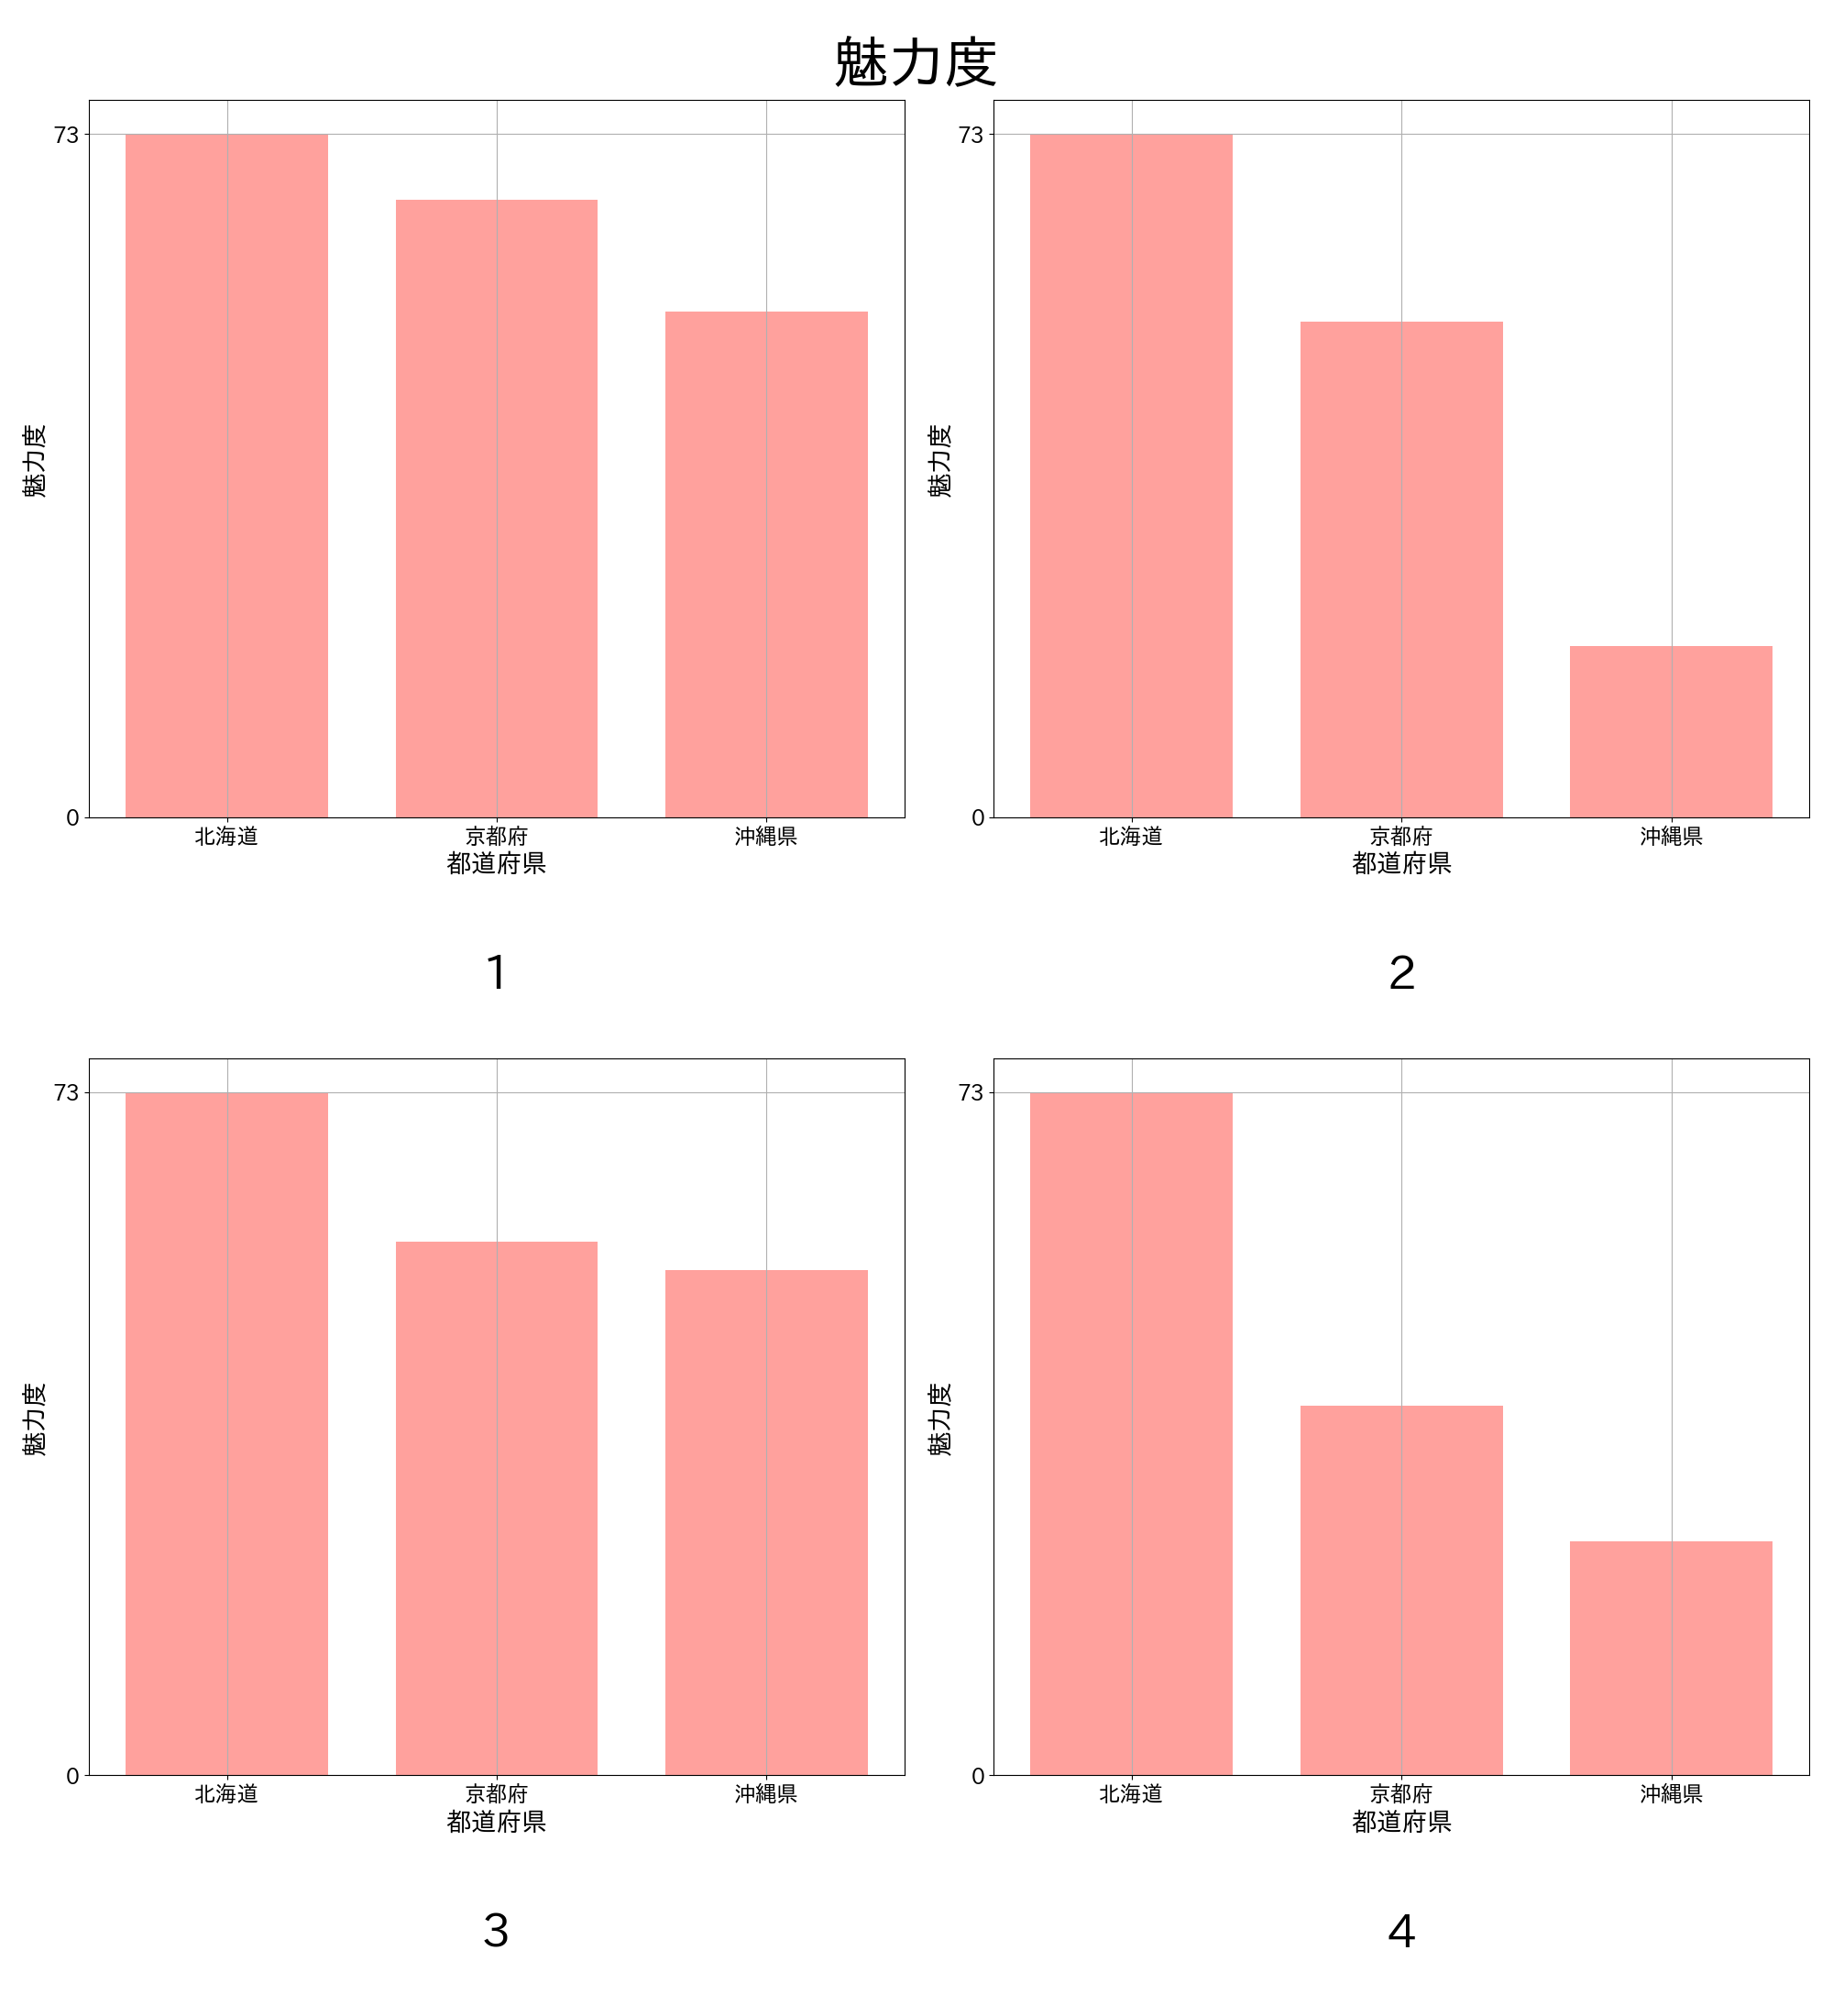 魅力度
73
0
魅力度
北海道 京都府 沖縄県
都道府県
1
73
0
魅力度
北海道 京都府 沖縄県
都道府県
2
73
0
魅力度
北海道 京都府 沖縄県
都道府県
3
73
0
魅力度
北海道 京都府 沖縄県
都道府県
4